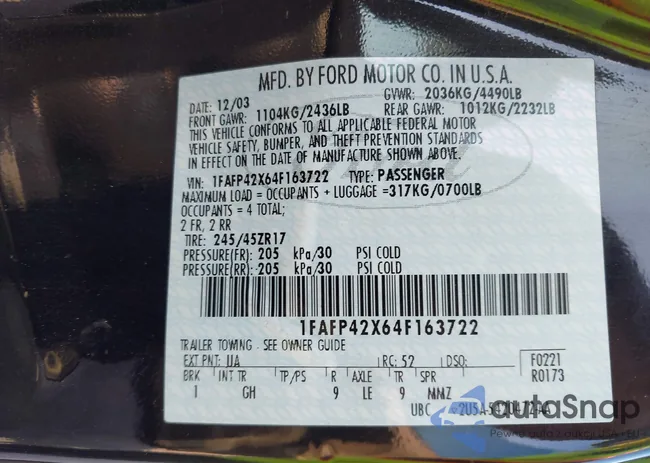 MFD. BY FORD MOTOR CO. IN U.S.A.
DATE: 12/03 GVWR: 2036KG/4490LB
FRONT GAWR: 1104KG/2436LB REAR GAWR: 1012KG/2232LB
THIS VEHICLE CONFORMS TO ALL APPLICABLE FEDERAL MOTOR
VEHICLE SAFETY, BUMPER, AND THEFT PREVENTION STANDARDS
IN EFFECT ON THE DATE OF MANUFACTURE SHOWN ABOVE.
VIN: 1FAFP42X64F163722 TYPE: PASSENGER
MAXIMUM LOAD = OCCUPANTS + LUGGAGE =317KG/0700LB
OCCUPANTS = 4 TOTAL;
2 FR, 2 RR
TIRE: 245/45ZR17
PRESSURE(FR): 205 kPa/30 PSI COLD
PRESSURE(RR): 205 kPa/30 PSI COLD
1FAFP42X64F163722
TRAILER TOWING - SEE OWNER GUIDE
EXT PNT: UA RC: 52 DSO: F0221
BRK INT TR TP/PS R AXLE TR SPR R0173
1 GH 9 LE 9 MMZ
UBC
autoSnap